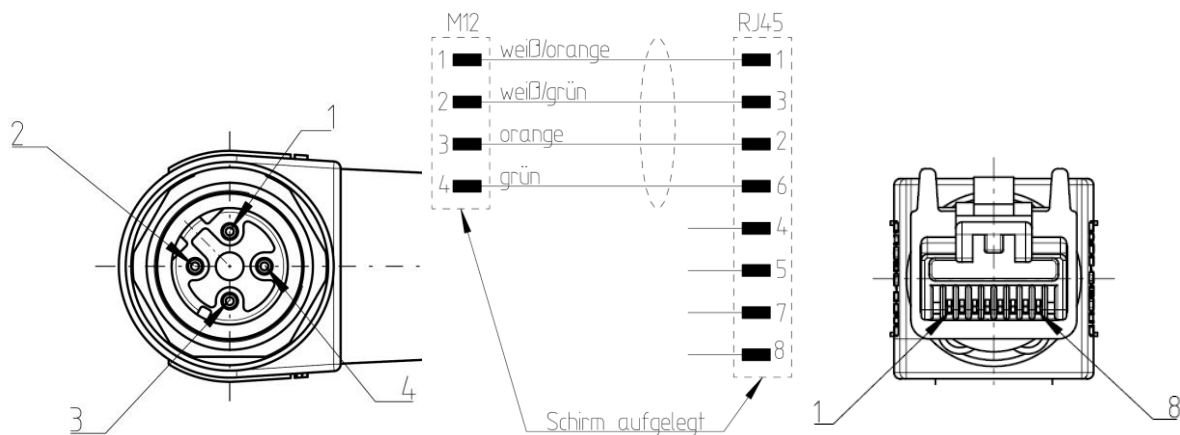 M12 RJ45
1 weiß/orange 1
2 weiß/grün 3
3 orange 2
4 grün 6
4
5
7
8
Schirm aufgelegt
1
2
3
4
1
8